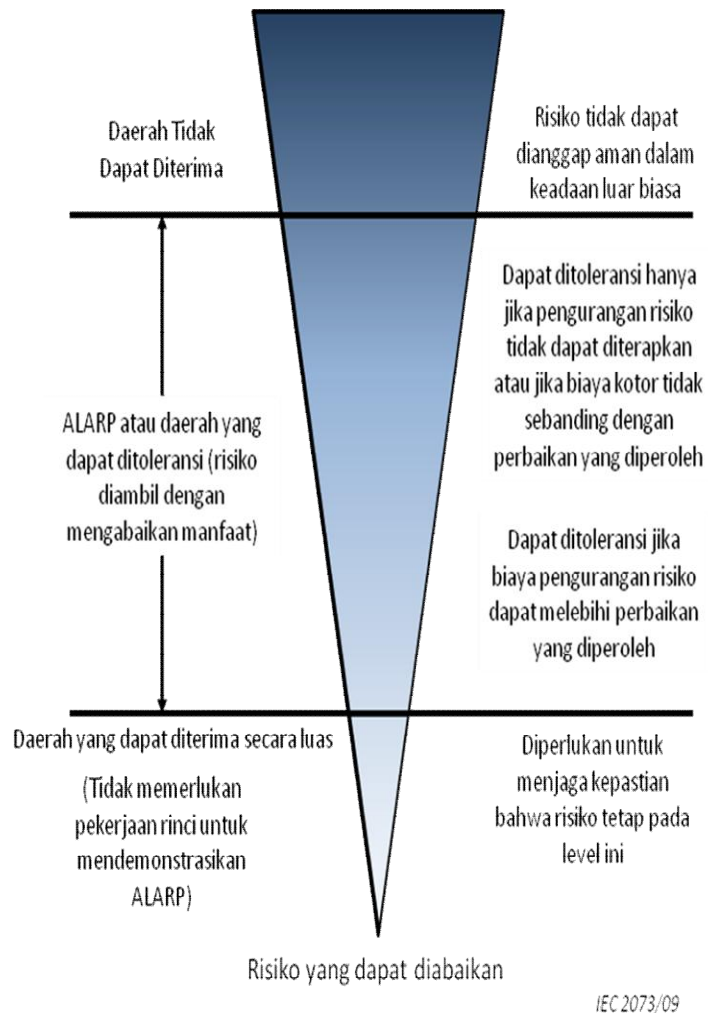 Daerah Tidak
Dapat Diterima
Risiko tidak dapat
dianggap aman dalam
keadaan luar biasa
Dapat ditoleransi hanya
jika pengurangan risiko
tidak dapat diterapkan
atau jika biaya kotor tidak
sebanding dengan
perbaikan yang diperoleh
ALARP atau daerah yang
dapat ditoleransi (risiko
diambil dengan
mengabaikan manfaat)
Dapat ditoleransi jika
biaya pengurangan risiko
dapat melebihi perbaikan
yang diperoleh
Daerah yang dapat diterima secara luas
(Tidak memerlukan
pekerjaan rinci untuk
mendemonstrasikan
ALARP)
Diperlukan untuk
menjaga kepastian
bahwa risiko tetap pada
level ini
Risiko yang dapat diabaikan
IEC 2073/09